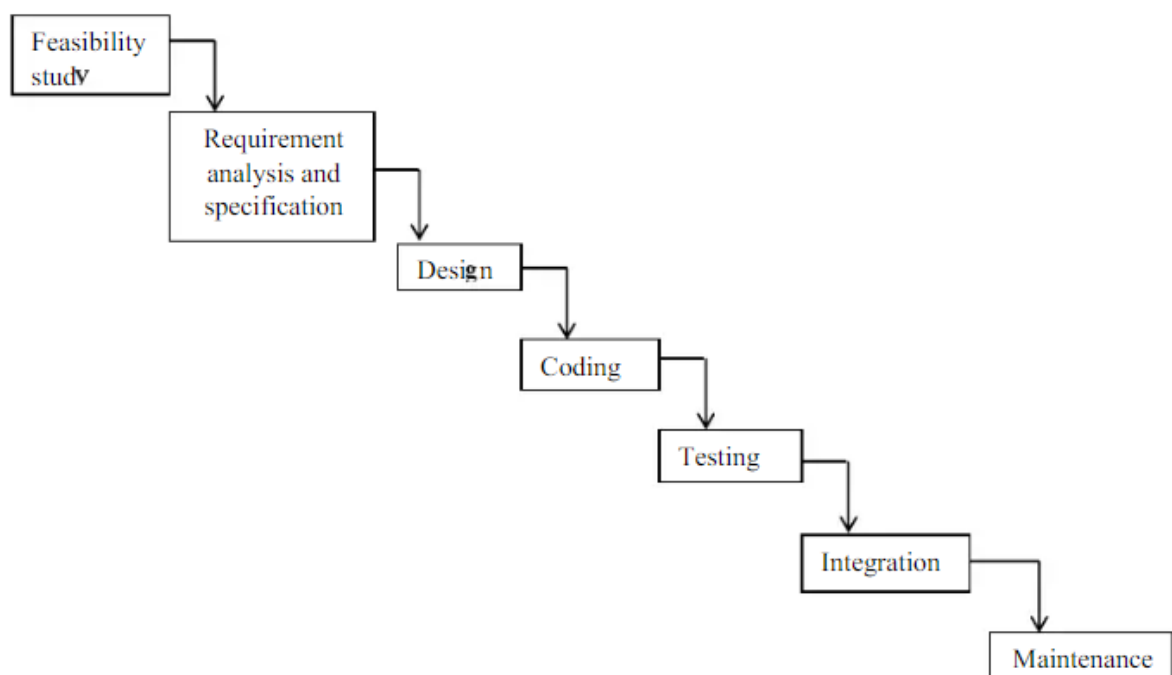 Feasibility
study
Requirement
analysis and
specification
Design
Coding
Testing
Integration
Maintenance